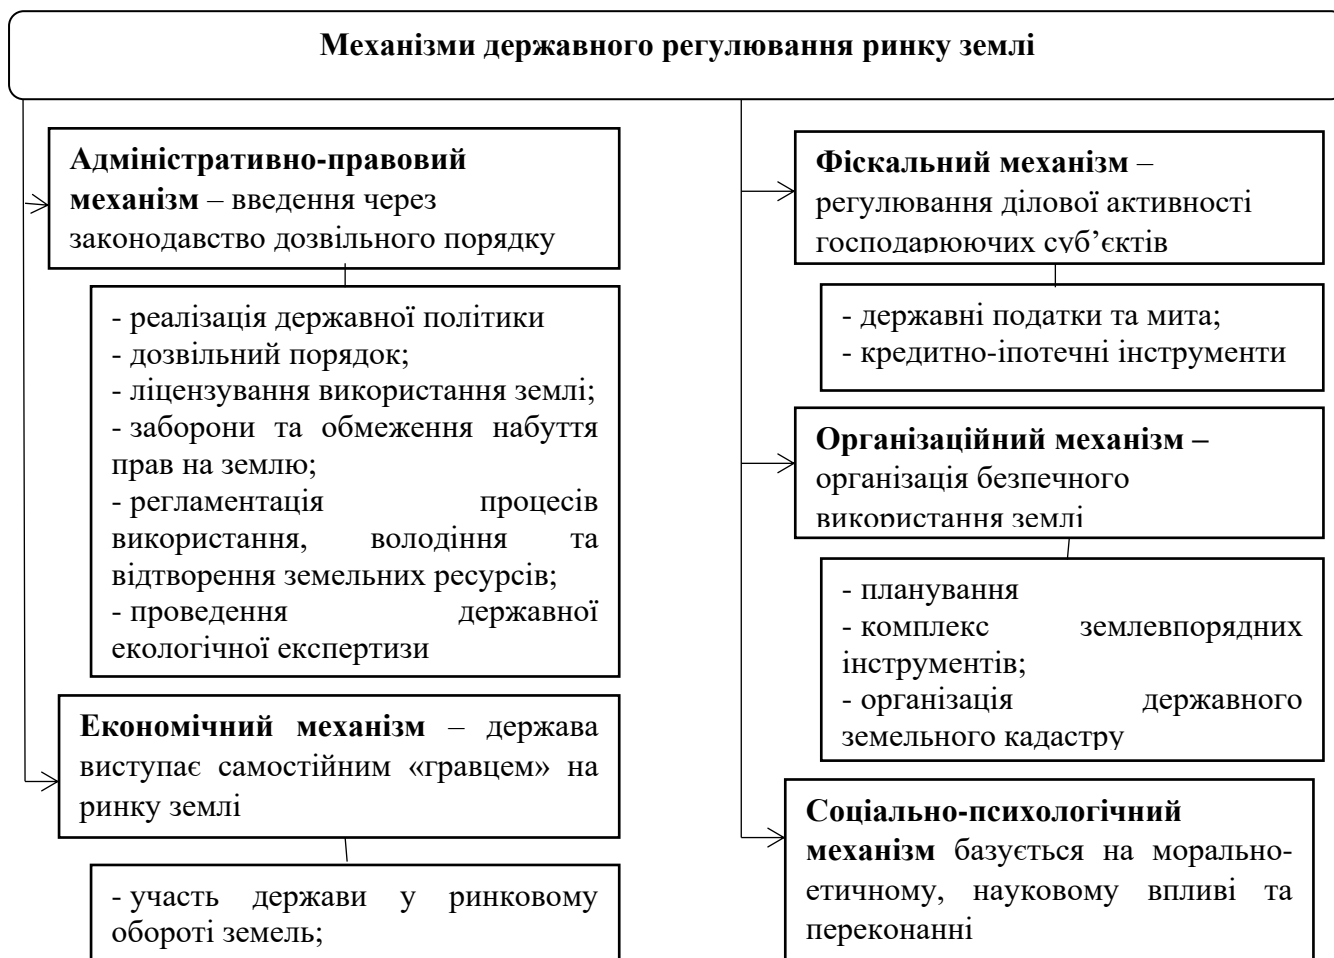 Механізми державного регулювання ринку землі
Адміністративно-правовий
механізм – введення через
законодавство дозвільного порядку
- реалізація державної політики
- дозвільний порядок;
- ліцензування використання землі;
- заборони та обмеження набуття
прав на землю;
- регламентація процесів
використання, володіння та
відтворення земельних ресурсів;
- проведення державної
екологічної експертизи
Економічний механізм – держава
виступає самостійним «гравцем» на
ринку землі
- участь держави у ринковому
обороті земель;
Фіскальний механізм –
регулювання ділової активності
господарюючих суб’єктів
- державні податки та мита;
- кредитно-іпотечні інструменти
Організаційний механізм –
організація безпечного
використання землі
- планування
- комплекс землевпорядних
інструментів;
- організація державного
земельного кадастру
Соціально-психологічний
механізм базується на морально-
етичному, науковому впливі та
переконанні